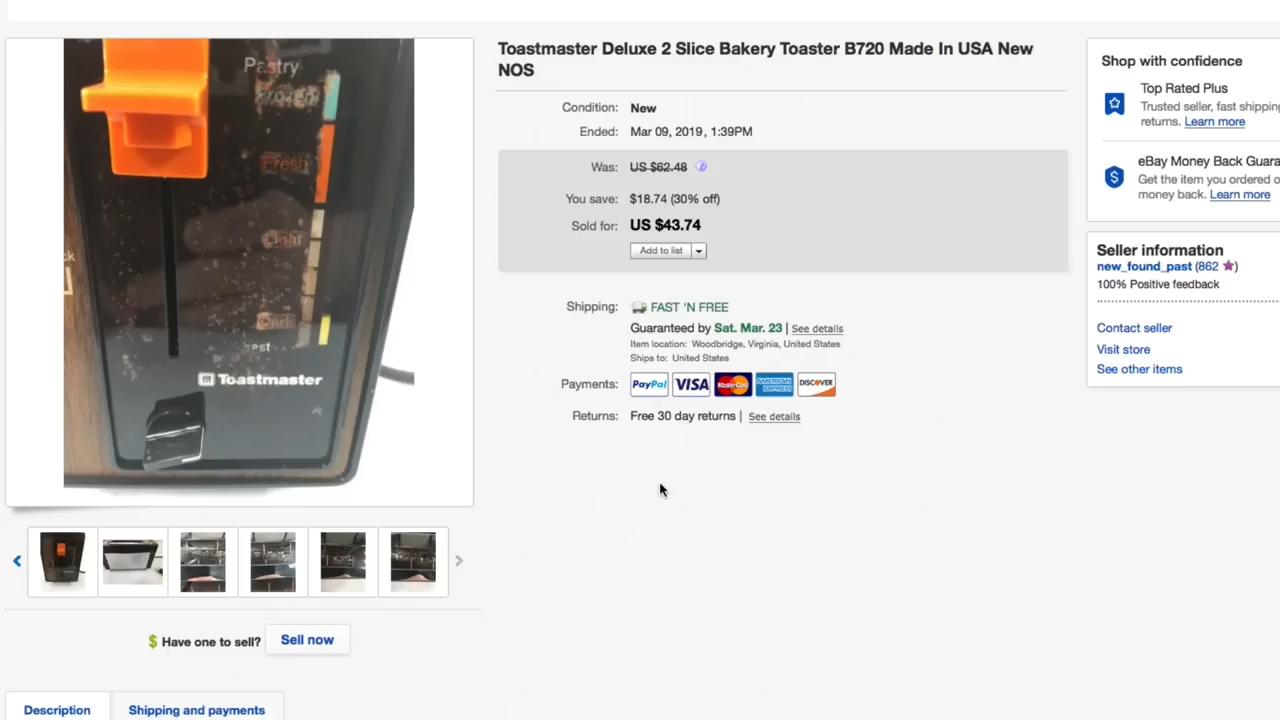 Pastry
Frozen
Fresh
Light
Dark
Toastmaster
Toastmaster Deluxe 2 Slice Bakery Toaster B720 Made In USA New
NOS
Condition: New
Ended: Mar 09, 2019, 1:39PM
Was: US $62.48
You save: $18.74 (30% off)
Sold for: US $43.74
Add to list
Shipping: FAST 'N FREE
Guaranteed by Sat. Mar. 23 | See details
Item location: Woodbridge, Virginia, United States
Ships to: United States
Payments: PayPal VISA MasterCard AMERICAN EXPRESS DISCOVER
Returns: Free 30 day returns | See details
Have one to sell? Sell now
Description Shipping and payments
Shop with confidence
Top Rated Plus
Trusted seller, fast shipping
returns. Learn more
eBay Money Back Guara
Get the item you ordered o
money back. Learn more
Seller information
new_found_past (862)
100% Positive feedback
Contact seller
Visit store
See other items